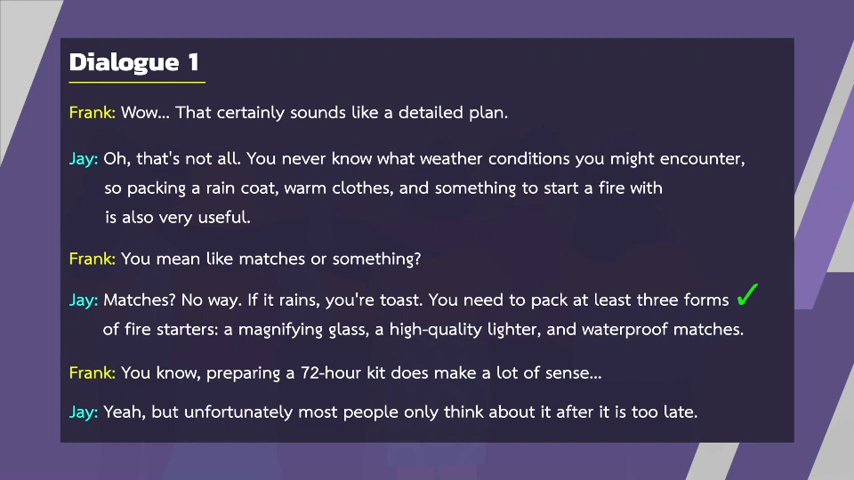 Dialogue 1
Frank: Wow... That certainly sounds like a detailed plan.
Jay: Oh, that's not all. You never know what weather conditions you might encounter,
so packing a rain coat, warm clothes, and something to start a fire with
is also very useful.
Frank: You mean like matches or something?
Jay: Matches? No way. If it rains, you're toast. You need to pack at least three forms ✓
of fire starters: a magnifying glass, a high-quality lighter, and waterproof matches.
Frank: You know, preparing a 72-hour kit does make a lot of sense...
Jay: Yeah, but unfortunately most people only think about it after it is too late.